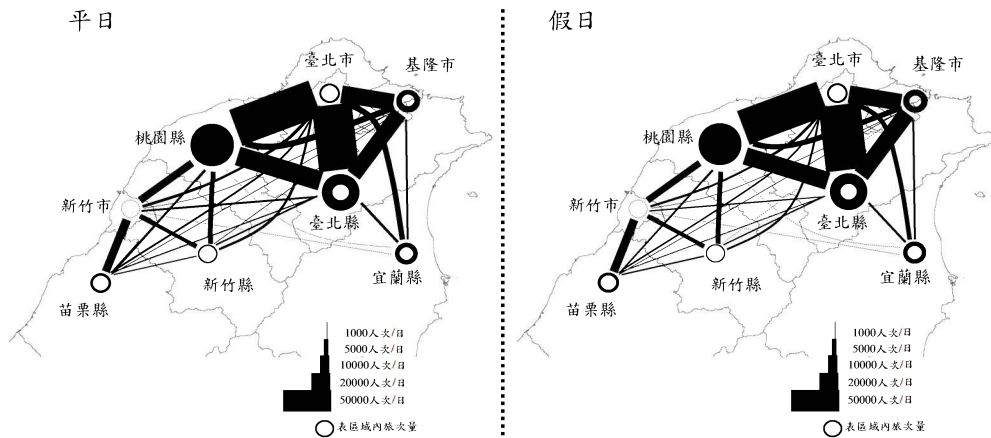 平日
臺北市
基隆市
桃園縣
新竹市
臺北縣
新竹縣
宜蘭縣
苗栗縣
1000人次/日
5000人次/日
10000人次/日
20000人次/日
50000人次/日
表區域內旅次量
假日
臺北市
基隆市
桃園縣
新竹市
臺北縣
新竹縣
宜蘭縣
苗栗縣
1000人次/日
5000人次/日
10000人次/日
20000人次/日
50000人次/日
表區域內旅次量